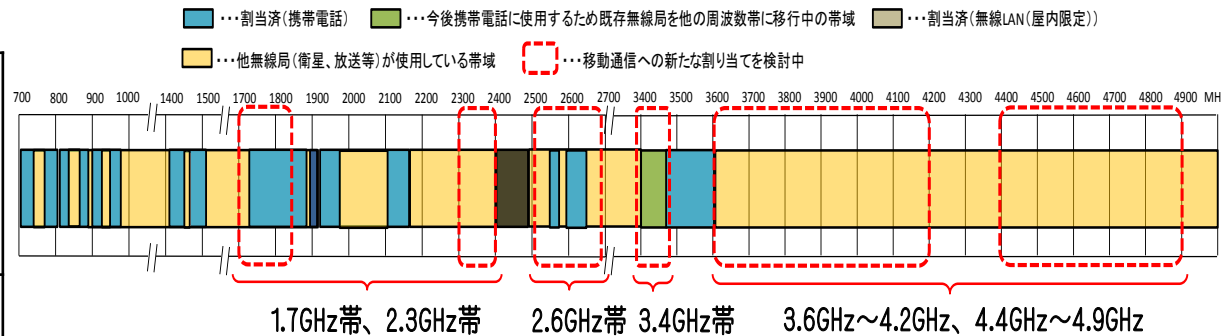 ･･･割当済（携帯電話） ･･･今後携帯電話に使用するため既存無線局を他の周波数帯に移行中の帯域 ･･･割当済（無線LAN（屋内限定））
･･･他無線局（衛星、放送等）が使用している帯域 ･･･移動通信への新たな割り当てを検討中
700 800 900 1000 1400 1500 1700 1800 1900 2000 2100 2200 2300 2400 2500 2600 2700 3400 3500 3600 3700 3800 3900 4000 4100 4200 4300 4400 4500 4600 4700 4800 4900 MH
1.7GHz帯、2.3GHz帯 2.6GHz帯 3.4GHz帯 3.6GHz～4.2GHz、4.4GHz～4.9GHz